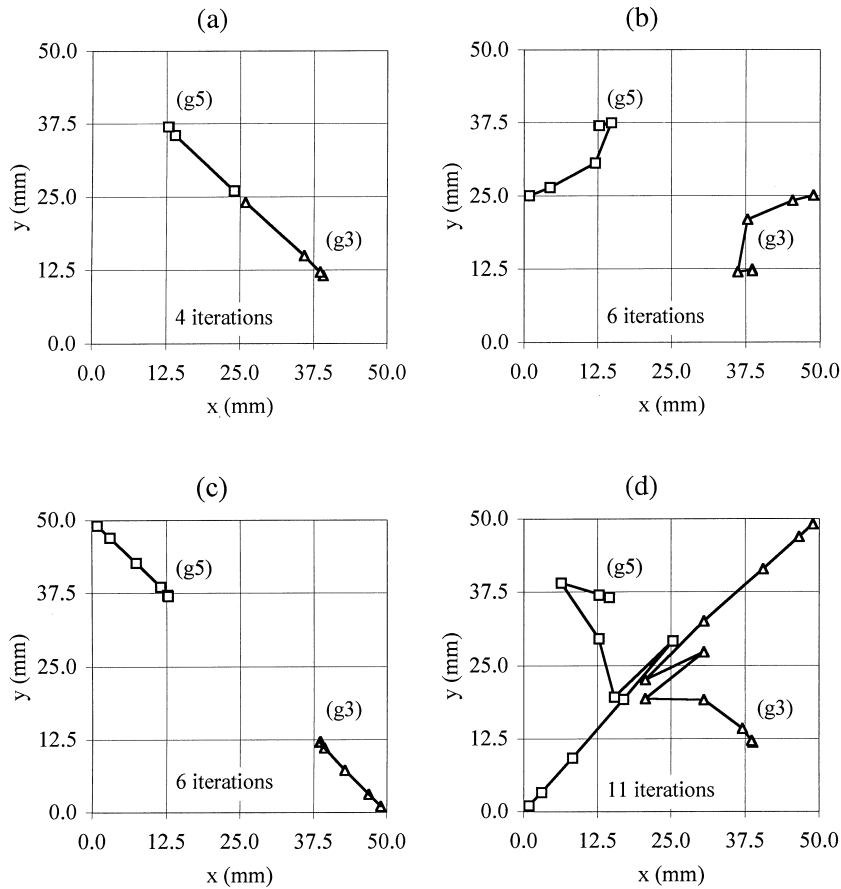 (a)
50.0
37.5
25.0
12.5
0.0
y (mm)
(g5)
(g3)
4 iterations
0.0 12.5 25.0 37.5 50.0
x (mm)
(b)
50.0
37.5
25.0
12.5
0.0
y (mm)
(g5)
(g3)
6 iterations
0.0 12.5 25.0 37.5 50.0
x (mm)
(c)
50.0
37.5
25.0
12.5
0.0
y (mm)
(g5)
(g3)
6 iterations
0.0 12.5 25.0 37.5 50.0
x (mm)
(d)
50.0
37.5
25.0
12.5
0.0
y (mm)
(g5)
(g3)
11 iterations
0.0 12.5 25.0 37.5 50.0
x (mm)